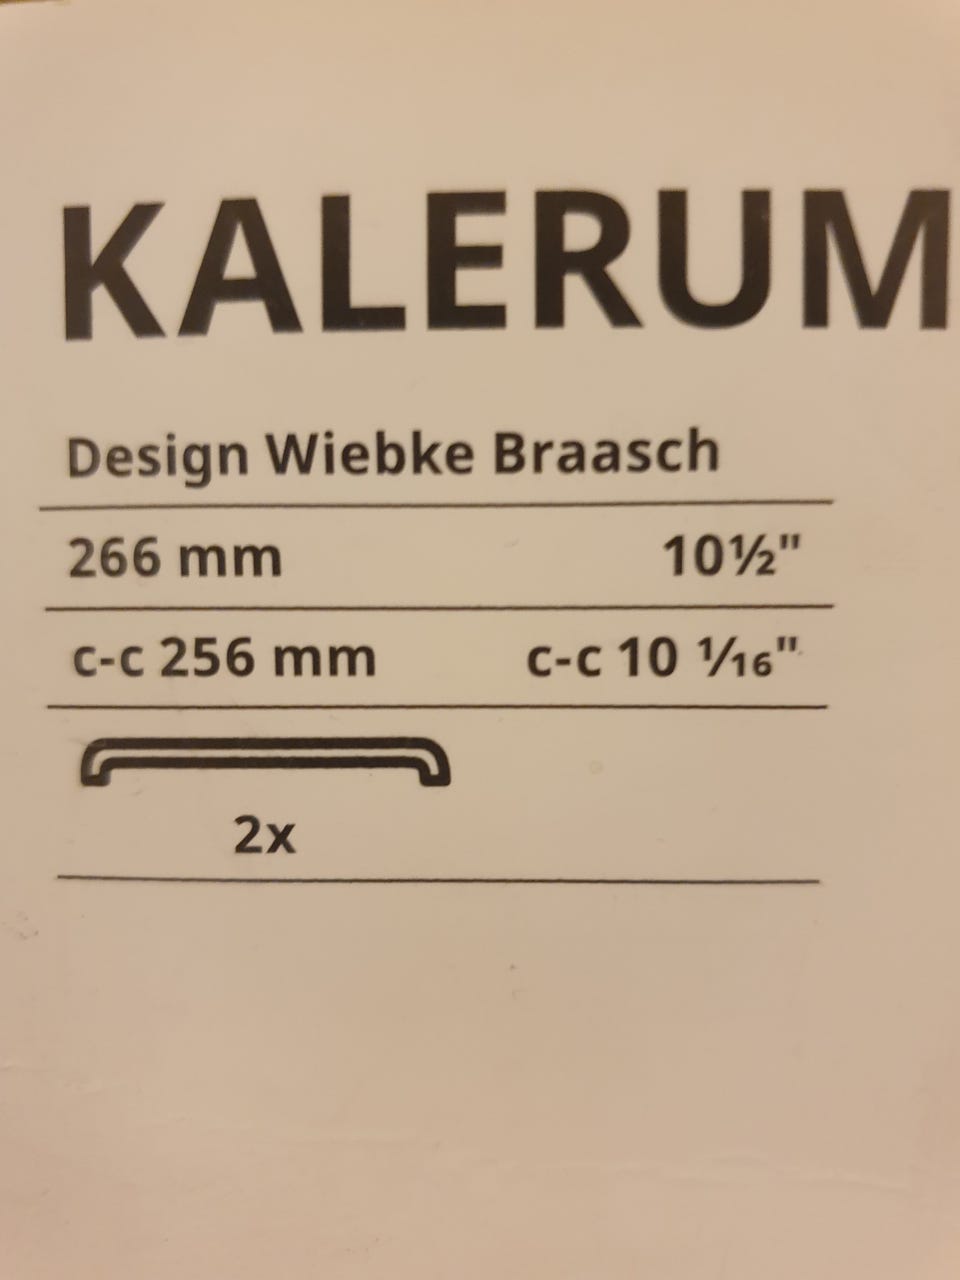 KALERUM
Design Wiebke Braasch
266 mm 10½"
c-c 256 mm c-c 10 ⅟₁₆"
2x